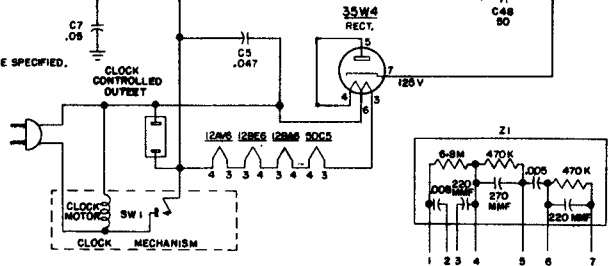 35W4
RECT.
C48
50
C7
.05
5
C5
.047
7
125V
E SPECIFIED.
CLOCK
CONTROLLED
OUTLET
4 6 3
12AV6 12BE6 12BA6 50C5
4 3 3 4 4 3 4 3
Z1
6.8M 470K
.005 470K
.008 220
MMF
270
MMF
220 MMF
CLOCK
MOTOR
SW 1
CLOCK MECHANISM
1 2 3 4 5 6 7